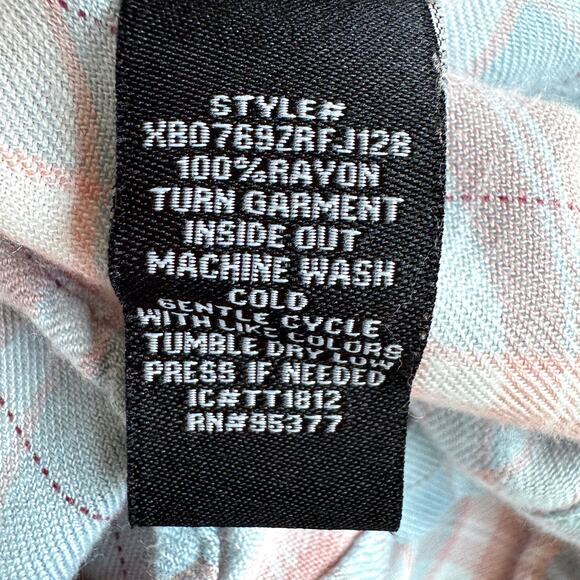 STYLE#
XB0769ZRFJ128
100%RAYON
TURN GARMENT
INSIDE OUT
MACHINE WASH
COLD
GENTLE CYCLE
WITH LIKE COLORS
TUMBLE DRY LOW
PRESS IF NEEDED
IC#TT1812
RN#95377